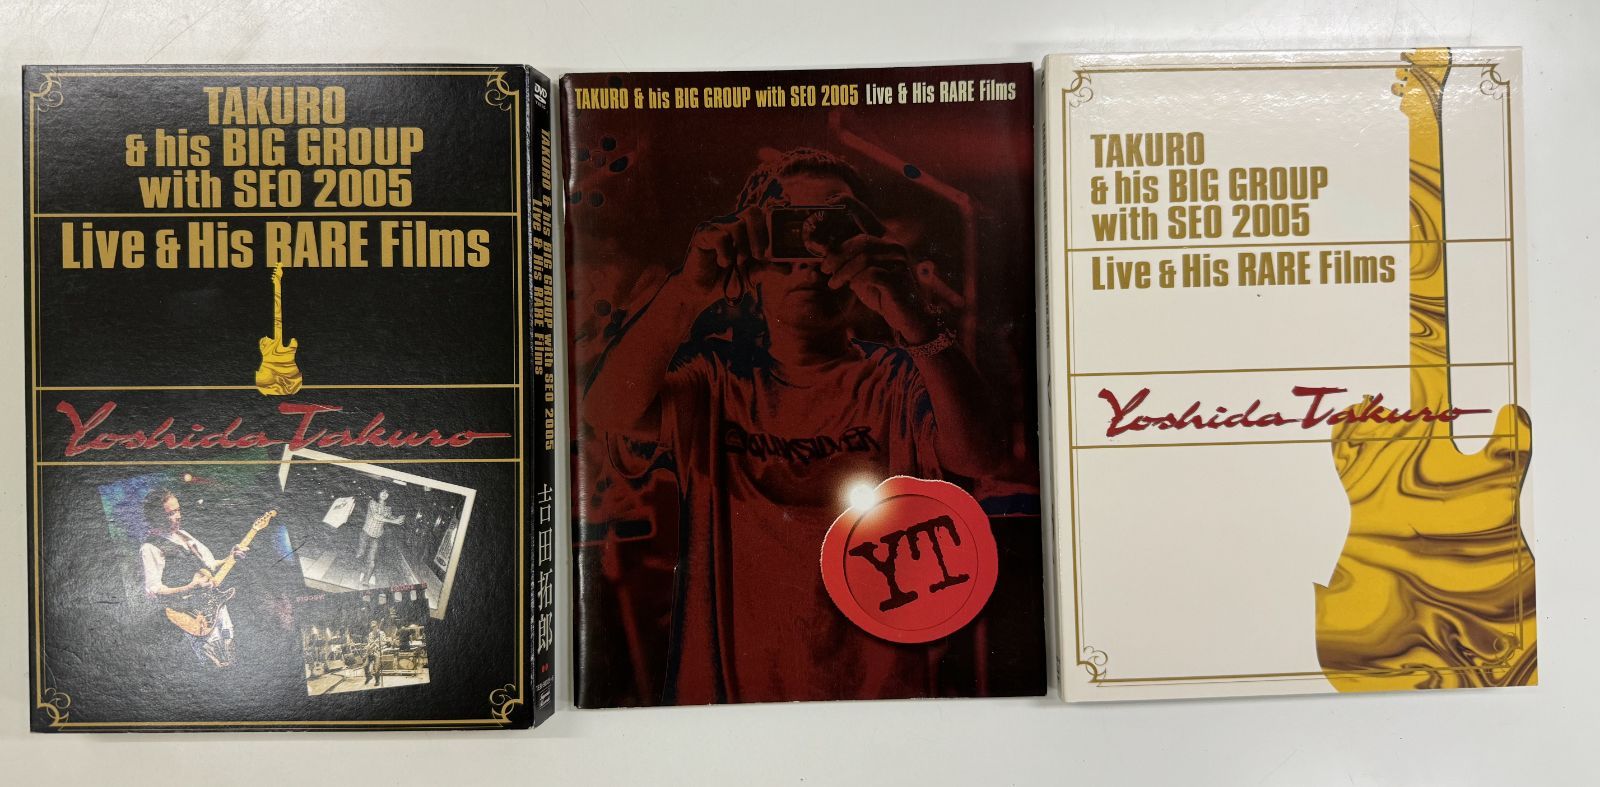 TAKURO
& his BIG GROUP
with SEO 2005
Live & His RARE Films
Yoshida Takuro
DVD
TAKURO & his BIG GROUP with SEO 2005
Live & His RARE Films
吉田拓郎
TAKURO & his BIG GROUP with SEO 2005 Live & His RARE Films
QUIKSILVER
YT
TAKURO
& his BIG GROUP
with SEO 2005
Live & His RARE Films
Yoshida Takuro